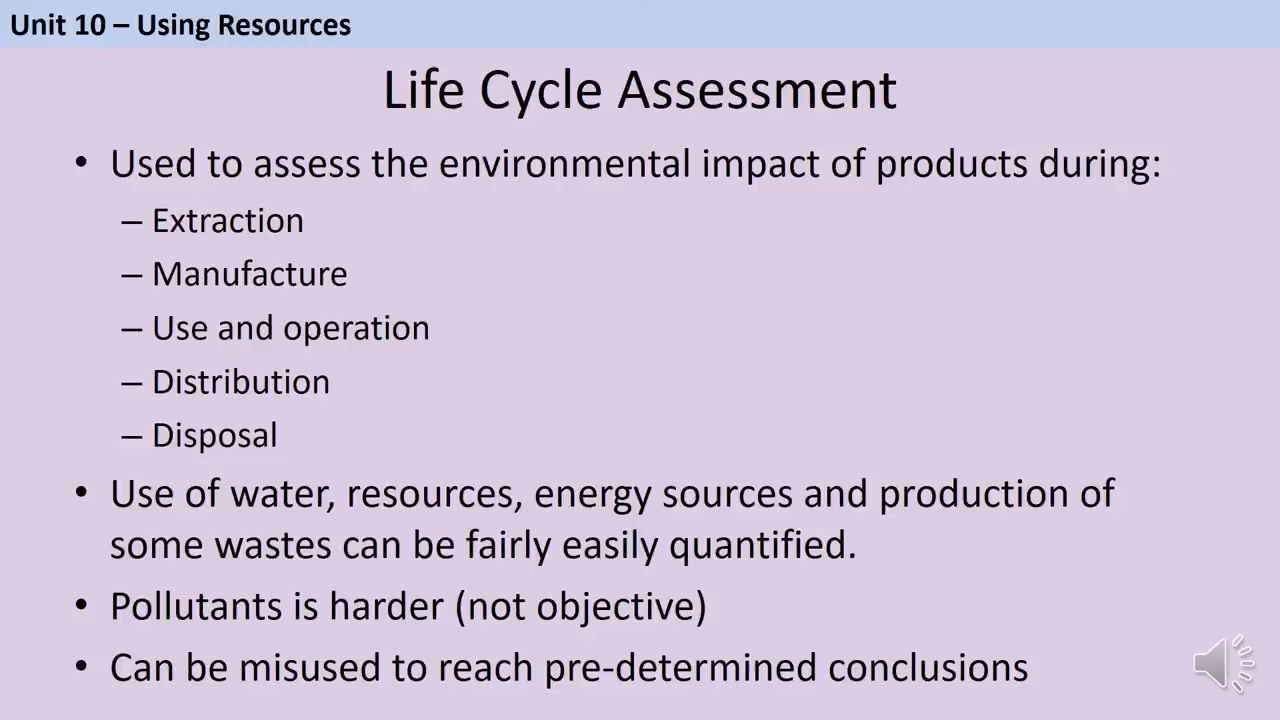 Unit 10 – Using Resources
Life Cycle Assessment
• Used to assess the environmental impact of products during:
– Extraction
– Manufacture
– Use and operation
– Distribution
– Disposal
• Use of water, resources, energy sources and production of
some wastes can be fairly easily quantified.
• Pollutants is harder (not objective)
• Can be misused to reach pre-determined conclusions